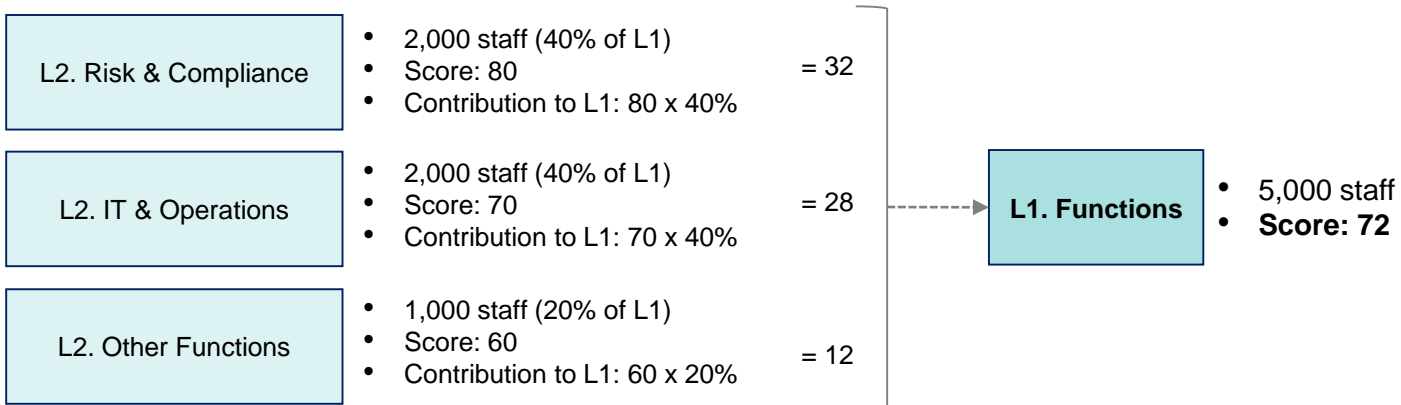 L2. Risk & Compliance
• 2,000 staff (40% of L1)
• Score: 80
• Contribution to L1: 80 x 40%
= 32
L2. IT & Operations
• 2,000 staff (40% of L1)
• Score: 70
• Contribution to L1: 70 x 40%
= 28
L2. Other Functions
• 1,000 staff (20% of L1)
• Score: 60
• Contribution to L1: 60 x 20%
= 12
L1. Functions
• 5,000 staff
• Score: 72